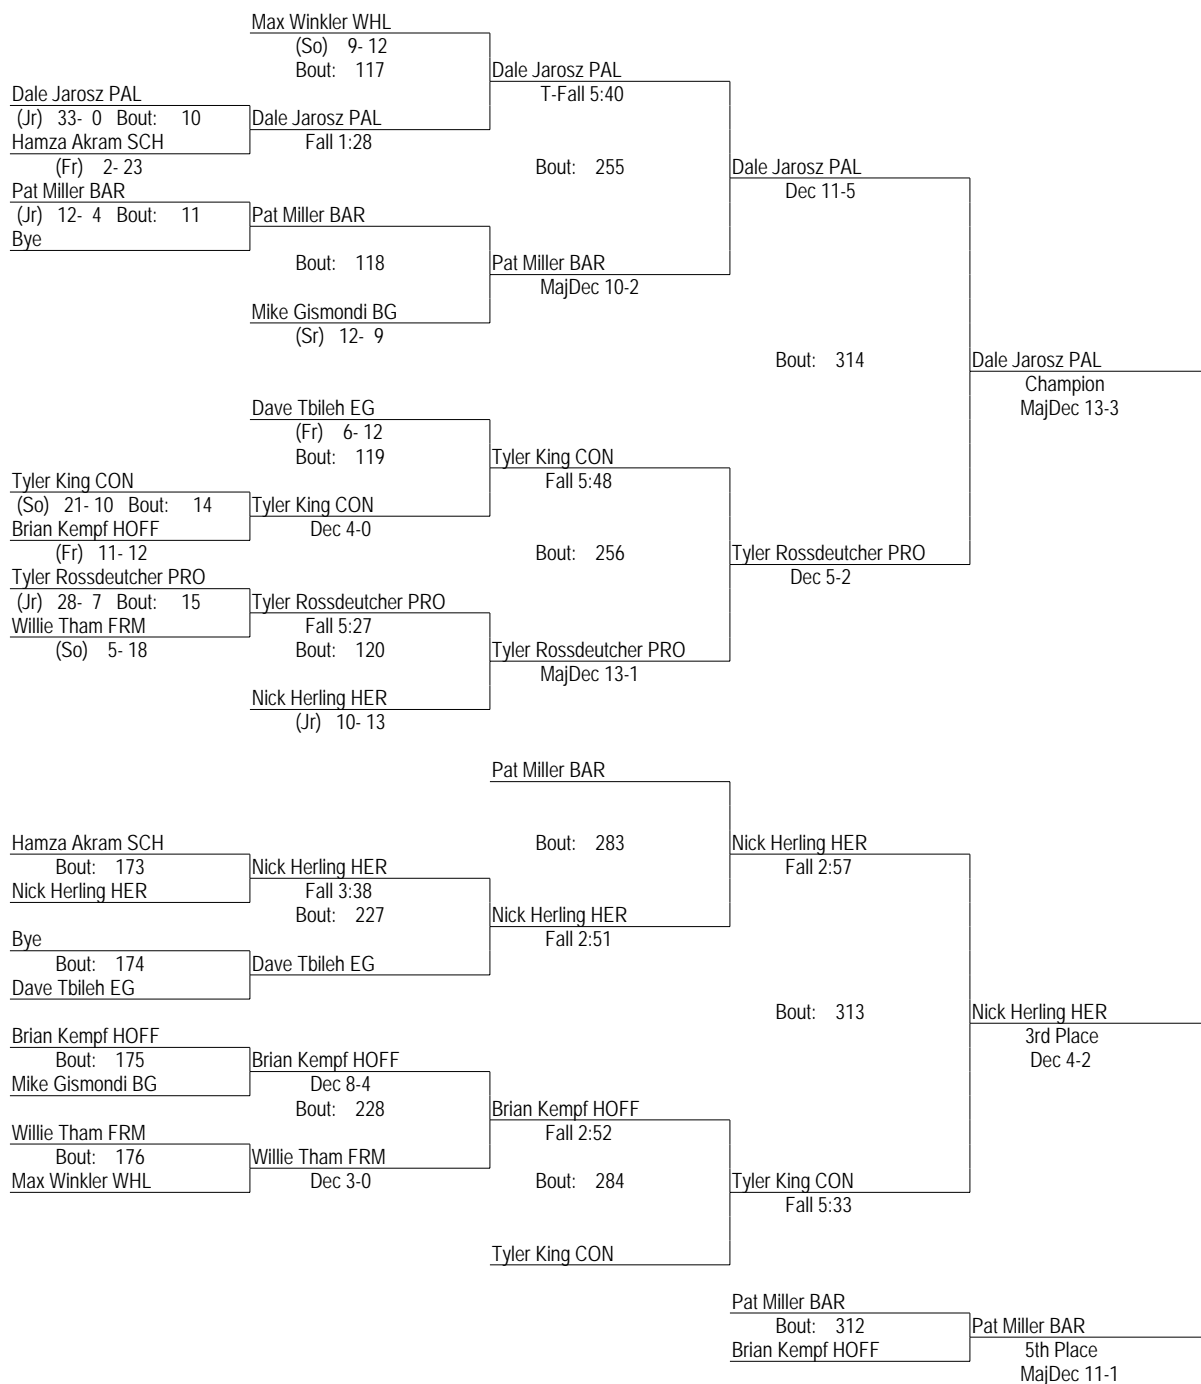 Max Winkler WHL
(So) 9- 12
Bout: 117
Dale Jarosz PAL
T-Fall 5:40
Dale Jarosz PAL
(Jr) 33- 0 Bout: 10
Dale Jarosz PAL
Hamza Akram SCH
Fall 1:28
(Fr) 2- 23
Bout: 255
Dale Jarosz PAL
Pat Miller BAR
Dec 11-5
(Jr) 12- 4 Bout: 11
Pat Miller BAR
Bye
Bout: 118
Pat Miller BAR
MajDec 10-2
Mike Gismondi BG
(Sr) 12- 9
Bout: 314
Dale Jarosz PAL
Champion
MajDec 13-3
Dave Tbileh EG
(Fr) 6- 12
Bout: 119
Tyler King CON
Fall 5:48
Tyler King CON
(So) 21- 10 Bout: 14
Tyler King CON
Brian Kempf HOFF
Dec 4-0
(Fr) 11- 12
Bout: 256
Tyler Rossdeutcher PRO
Tyler Rossdeutcher PRO
Dec 5-2
(Jr) 28- 7 Bout: 15
Tyler Rossdeutcher PRO
Willie Tham FRM
Fall 5:27
(So) 5- 18
Bout: 120
Tyler Rossdeutcher PRO
MajDec 13-1
Nick Herling HER
(Jr) 10- 13
Pat Miller BAR
Hamza Akram SCH
Bout: 283
Nick Herling HER
Bout: 173
Nick Herling HER
Fall 2:57
Nick Herling HER
Fall 3:38
Bout: 227
Nick Herling HER
Bye
Fall 2:51
Bout: 174
Dave Tbileh EG
Dave Tbileh EG
Bout: 313
Nick Herling HER
3rd Place
Dec 4-2
Brian Kempf HOFF
Bout: 175
Brian Kempf HOFF
Mike Gismondi BG
Dec 8-4
Bout: 228
Brian Kempf HOFF
Willie Tham FRM
Fall 2:52
Bout: 176
Willie Tham FRM
Max Winkler WHL
Dec 3-0
Bout: 284
Tyler King CON
Fall 5:33
Tyler King CON
Pat Miller BAR
Bout: 312
Pat Miller BAR
Brian Kempf HOFF
5th Place
MajDec 11-1